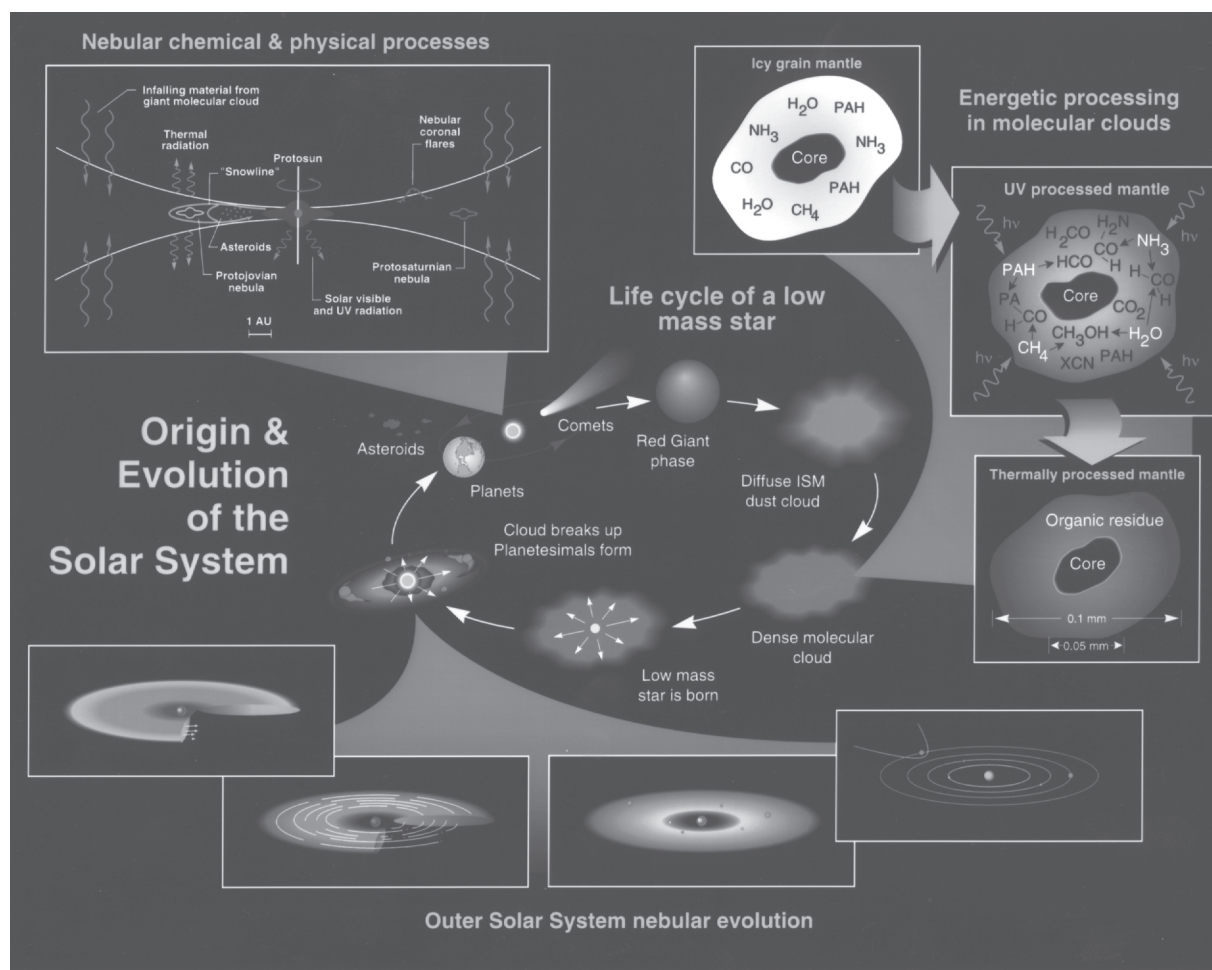 Nebular chemical & physical processes
Infalling material from
giant molecular cloud
Thermal
radiation
"Snowline"
Protosun
Nebular
coronal
flares
Asteroids
Protojovian
nebula
Protosaturnian
nebula
Solar visible
and UV radiation
1 AU
Icy grain mantle
H2O
PAH
NH3
NH3
Core
CO
PAH
H2O
CH4
Energetic processing
in molecular clouds
UV processed mantle
hν
hν
H2N
H2CO
CO
NH3
HCO
H
PAH
H
CO
H
Core
PA
CO2
H
CO
CH3OH
H2O
CH4
XCN
PAH
hν
hν
Thermally processed mantle
Organic residue
Core
0.1 mm
0.05 mm
Life cycle of a low
mass star
Origin &
Evolution
of the
Solar System
Asteroids
Comets
Planets
Red Giant
phase
Diffuse ISM
dust cloud
Cloud breaks up
Planetesimals form
Dense molecular
cloud
Low mass
star is born
Outer Solar System nebular evolution